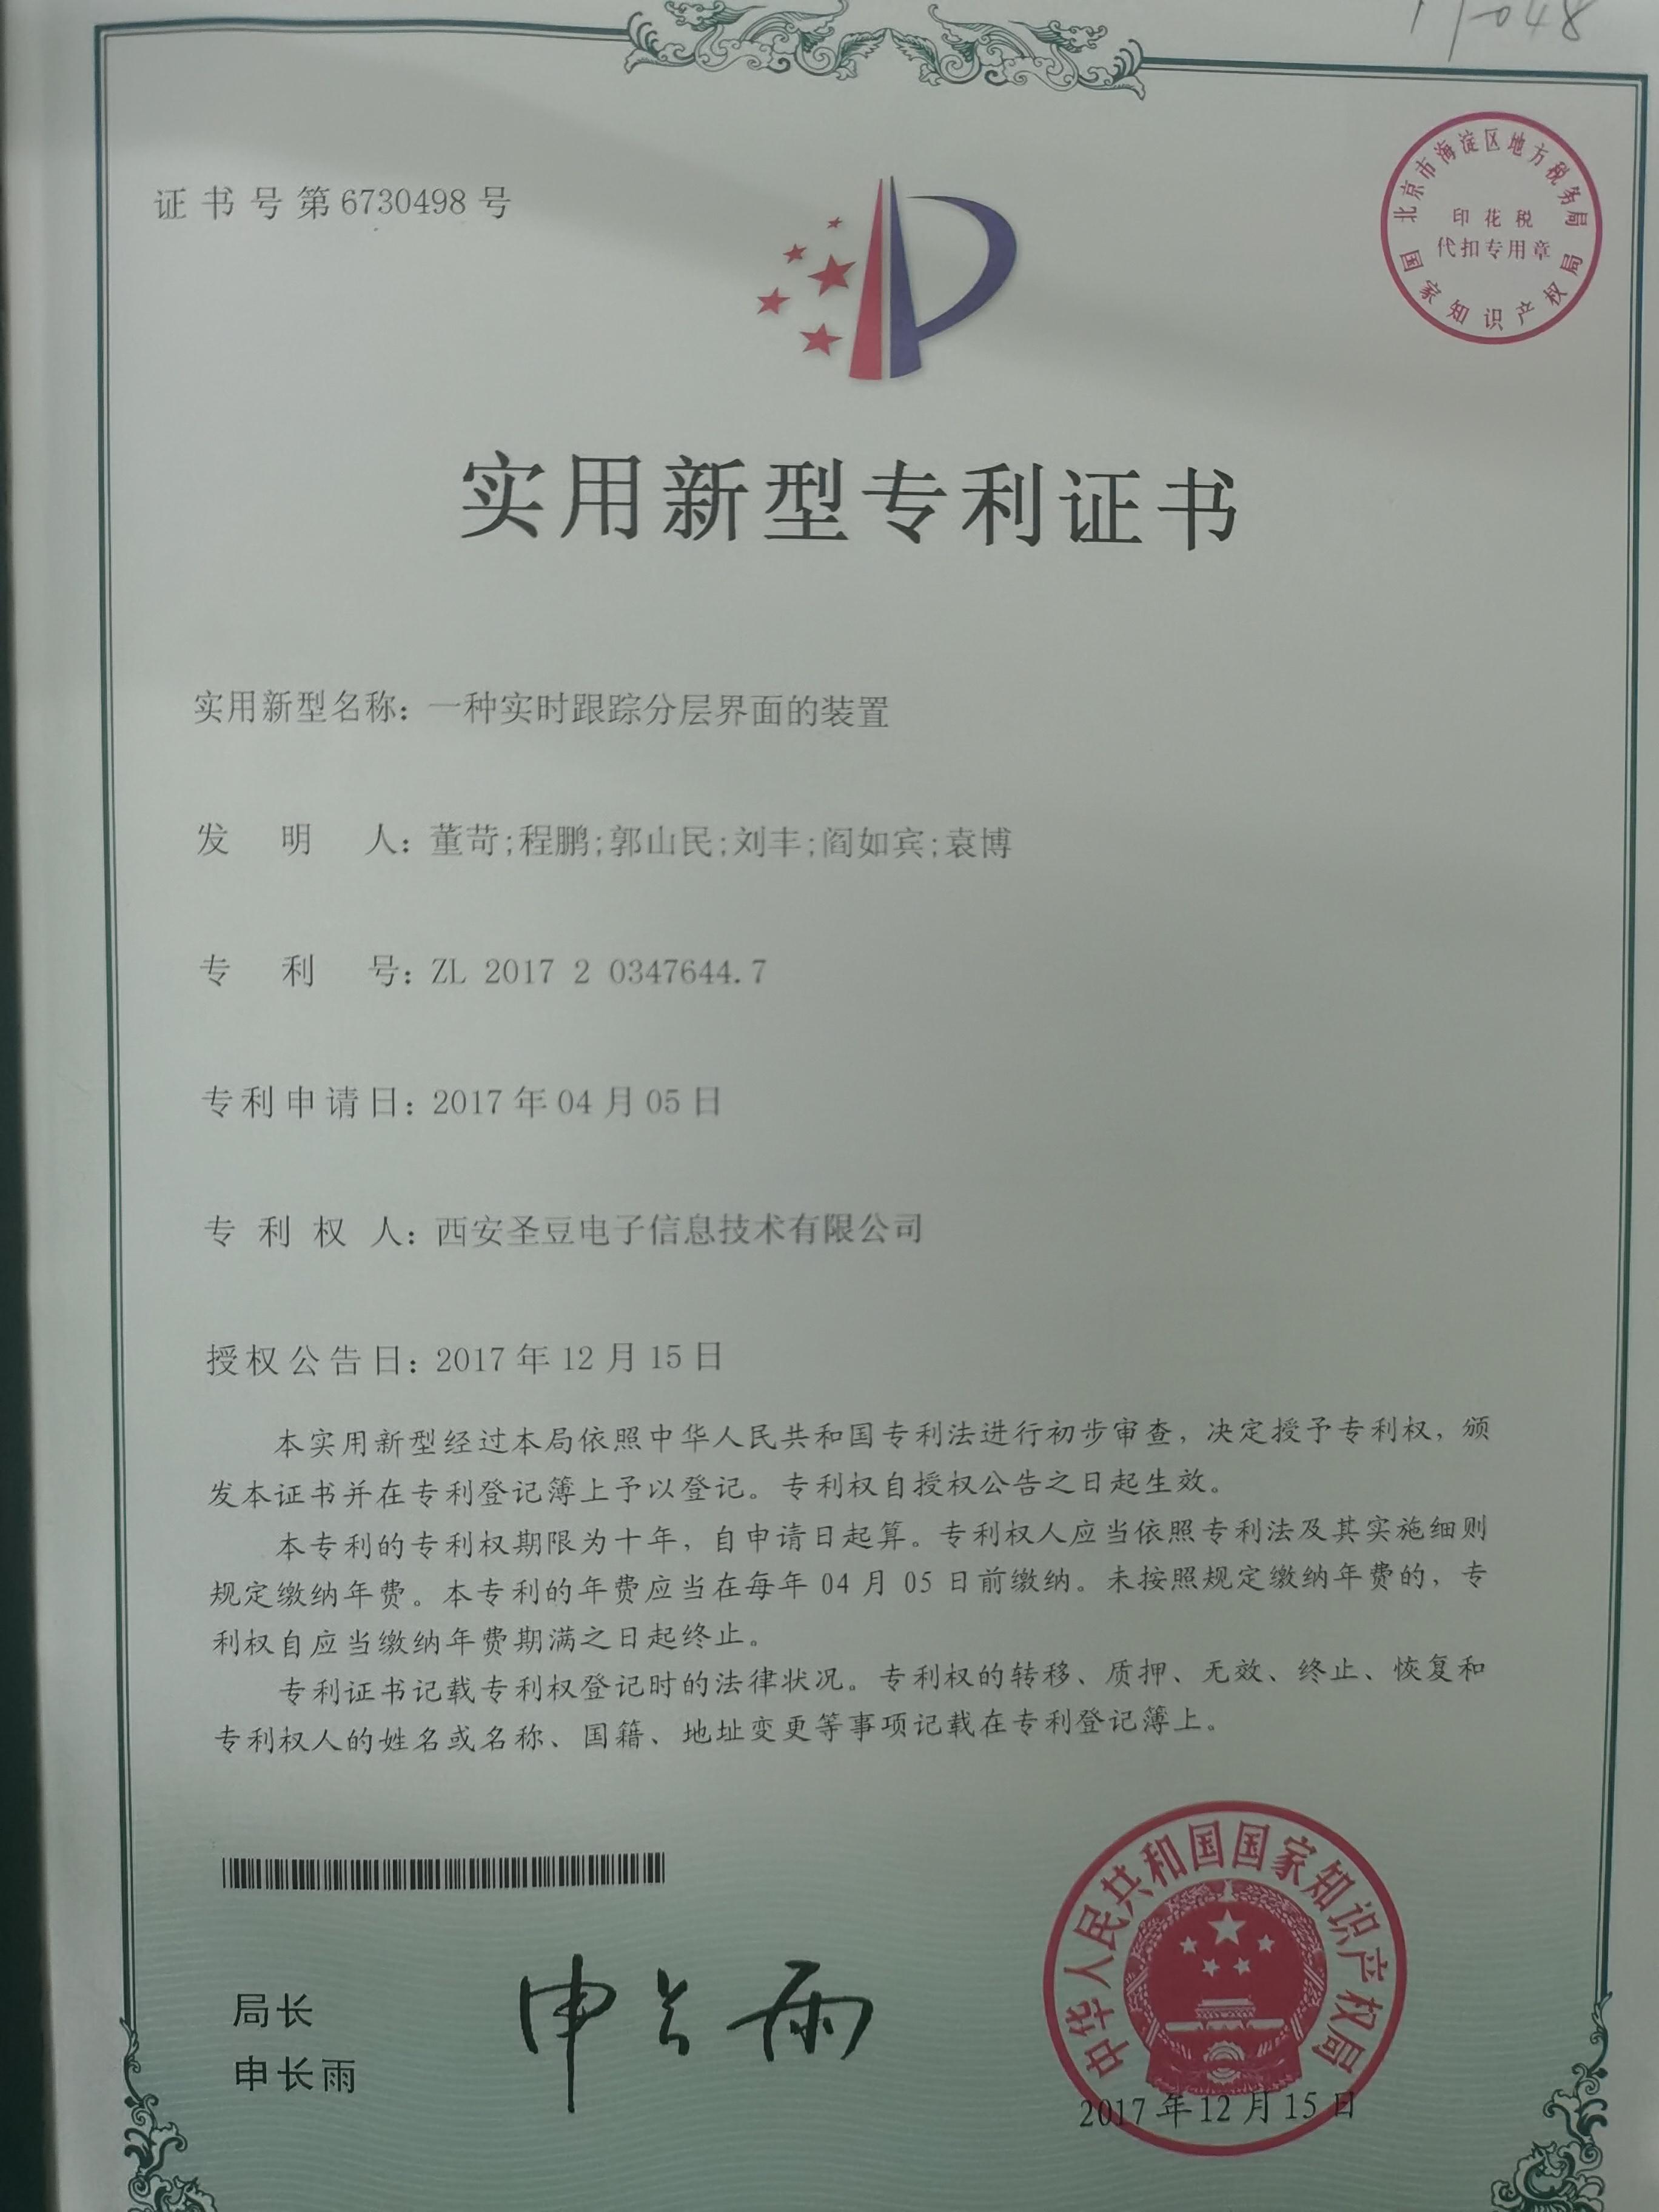 证书号第6730498号
北京市海淀区地方税务局
印花税
代扣专用章
国家知识产权局
实用新型专利证书
实用新型名称：一种实时跟踪分层界面的装置
发明人：董苛;程鹏;郭山民;刘丰;阎如宾;袁博
专利号：ZL 2017 2 0347644.7
专利申请日：2017年04月05日
专利权人：西安圣豆电子信息技术有限公司
授权公告日：2017年12月15日
本实用新型经过本局依照中华人民共和国专利法进行初步审查，决定授予专利权，颁
发本证书并在专利登记簿上予以登记。专利权自授权公告之日起生效。
本专利的专利权期限为十年，自申请日起算。专利权人应当依照专利法及其实施细则
规定缴纳年费。本专利的年费应当在每年04月05日前缴纳。未按照规定缴纳年费的，专
利权自应当缴纳年费期满之日起终止。
专利证书记载专利权登记时的法律状况。专利权的转移、质押、无效、终止、恢复和
专利权人的姓名或名称、国籍、地址变更等事项记载在专利登记簿上。
局长
申长雨
申长雨
中华人民共和国国家知识产权局
2017年12月15日